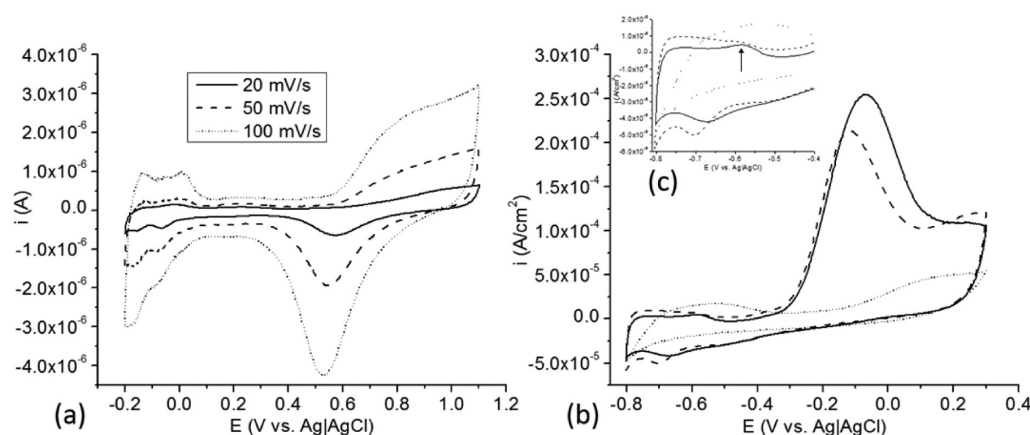 4.0x10⁻⁶
3.0x10⁻⁶
2.0x10⁻⁶
1.0x10⁻⁶
0.0
-1.0x10⁻⁶
-2.0x10⁻⁶
-3.0x10⁻⁶
-4.0x10⁻⁶
i (A)
20 mV/s
50 mV/s
100 mV/s
-0.2 0.0 0.2 0.4 0.6 0.8 1.0 1.2
(a) E (V vs. Ag|AgCl)
0.0
-0.8 -0.7 -0.6 -0.5 -0.4
E (V vs. Ag|AgCl)
(c)
3.0x10⁻⁴
2.5x10⁻⁴
2.0x10⁻⁴
1.5x10⁻⁴
1.0x10⁻⁴
5.0x10⁻⁵
0.0
-5.0x10⁻⁵
i (A/cm²)
-0.8 -0.6 -0.4 -0.2 0.0 0.2 0.4
(b) E (V vs. Ag|AgCl)